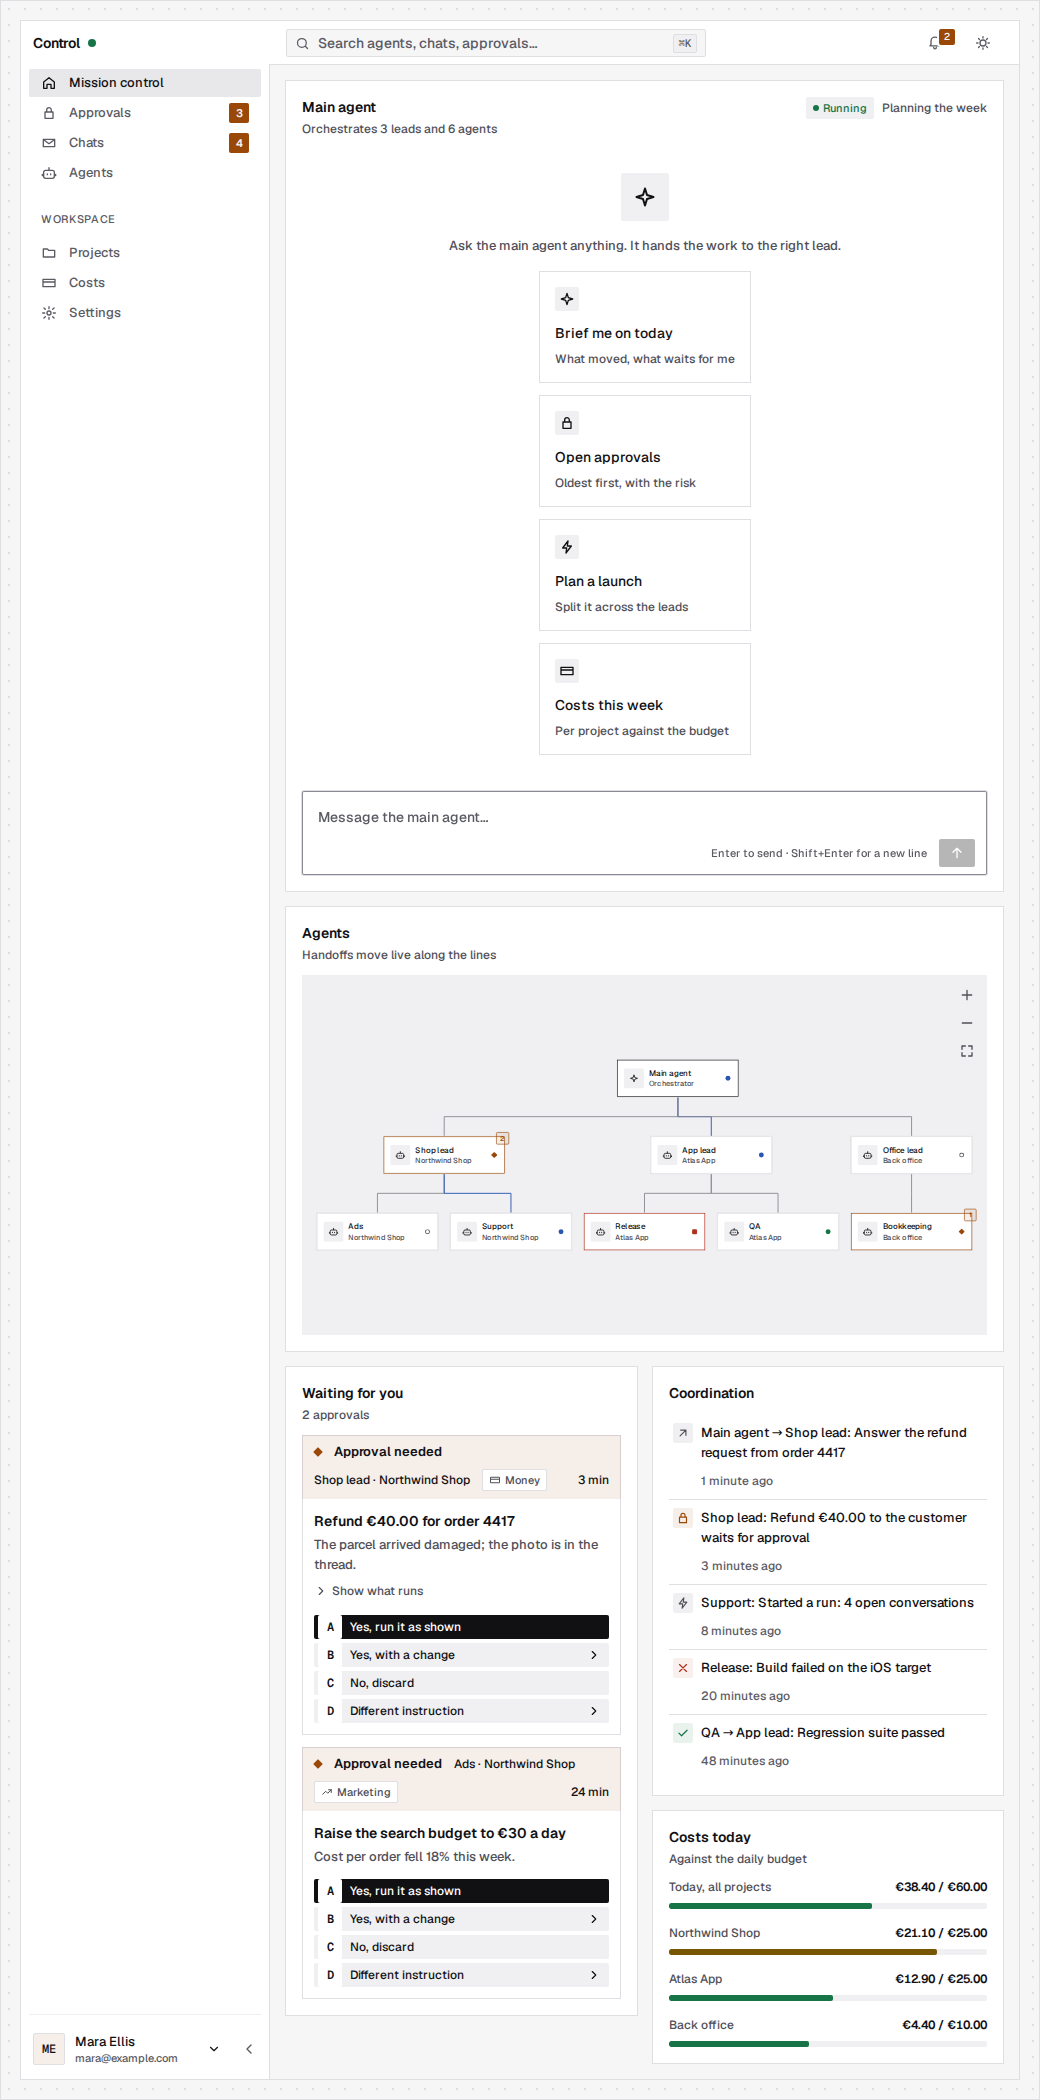 Control
Search agents, chats, approvals...
⌘K
2
Mission control
Approvals
3
Chats
4
Agents
WORKSPACE
Projects
Costs
Settings
Main agent
Running
Planning the week
Orchestrates 3 leads and 6 agents
Ask the main agent anything. It hands the work to the right lead.
Brief me on today
What moved, what waits for me
Open approvals
Oldest first, with the risk
Plan a launch
Split it across the leads
Costs this week
Per project against the budget
Message the main agent...
Enter to send · Shift+Enter for a new line
Agents
Handoffs move live along the lines
Main agent
Orchestrator
2
Shop lead
Northwind Shop
App lead
Atlas App
Office lead
Back office
Ads
Northwind Shop
Support
Northwind Shop
Release
Atlas App
QA
Atlas App
1
Bookkeeping
Back office
Waiting for you
2 approvals
Approval needed
Shop lead · Northwind Shop
Money
3 min
Refund €40.00 for order 4417
The parcel arrived damaged; the photo is in the
thread.
Show what runs
A Yes, run it as shown
B Yes, with a change
C No, discard
D Different instruction
Approval needed Ads · Northwind Shop
Marketing
24 min
Raise the search budget to €30 a day
Cost per order fell 18% this week.
A Yes, run it as shown
B Yes, with a change
C No, discard
D Different instruction
Coordination
Main agent → Shop lead: Answer the refund
request from order 4417
1 minute ago
Shop lead: Refund €40.00 to the customer
waits for approval
3 minutes ago
Support: Started a run: 4 open conversations
8 minutes ago
Release: Build failed on the iOS target
20 minutes ago
QA → App lead: Regression suite passed
48 minutes ago
Costs today
Against the daily budget
Today, all projects €38.40 / €60.00
Northwind Shop €21.10 / €25.00
Atlas App €12.90 / €25.00
Back office €4.40 / €10.00
ME
Mara Ellis
mara@example.com